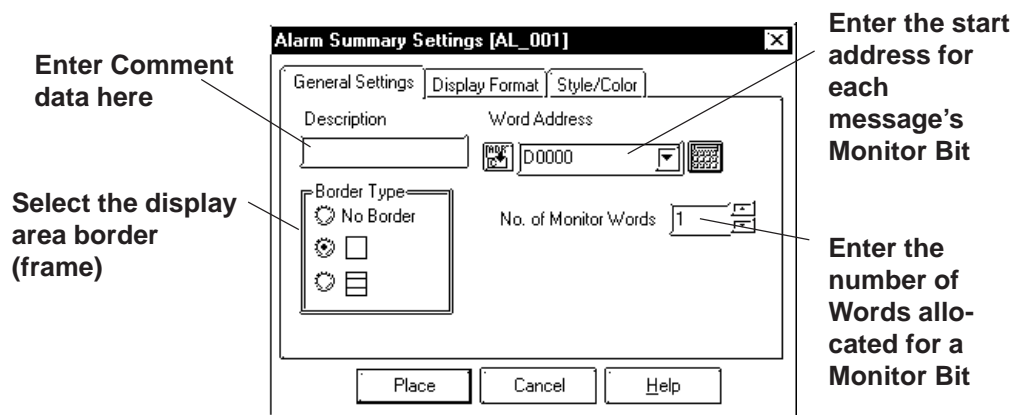 Enter Comment
data here
Select the display
area border
(frame)
Alarm Summary Settings [AL_001]
General Settings
Display Format
Style/Color
Description
Word Address
ADR
C
D0000
Border Type
No Border
No. of Monitor Words
1
Place
Cancel
Help
Enter the start
address for
each
message's
Monitor Bit
Enter the
number of
Words allo-
cated for a
Monitor Bit